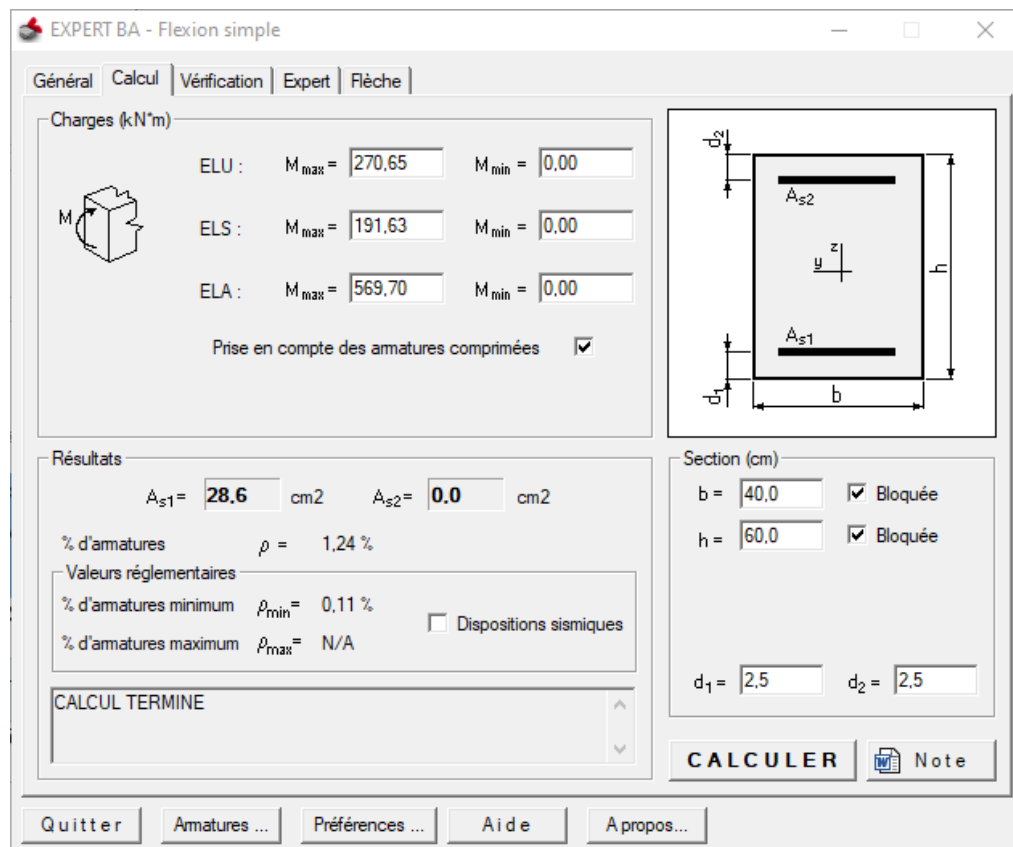 EXPERT BA - Flexion simple
Général Calcul Vérification Expert Flèche
Charges (kN*m)
ELU : M max = 270,65 M min = 0,00
ELS : M max = 191,63 M min = 0,00
ELA : M max = 569,70 M min = 0,00
M
Prise en compte des armatures comprimées
d2
As2
z
y
h
As1
d1
b
Résultats
As1= 28,6 cm2 As2= 0,0 cm2
% d'armatures ρ = 1,24 %
Valeurs réglementaires
% d'armatures minimum ρmin= 0,11 %
% d'armatures maximum ρmax= N/A
Dispositions sismiques
CALCUL TERMINE
Section (cm)
b = 40,0 Bloquée
h = 60,0 Bloquée
d1 = 2,5 d2 = 2,5
CALCULER Note
Quitter Armatures ... Préférences ... Aide A propos...